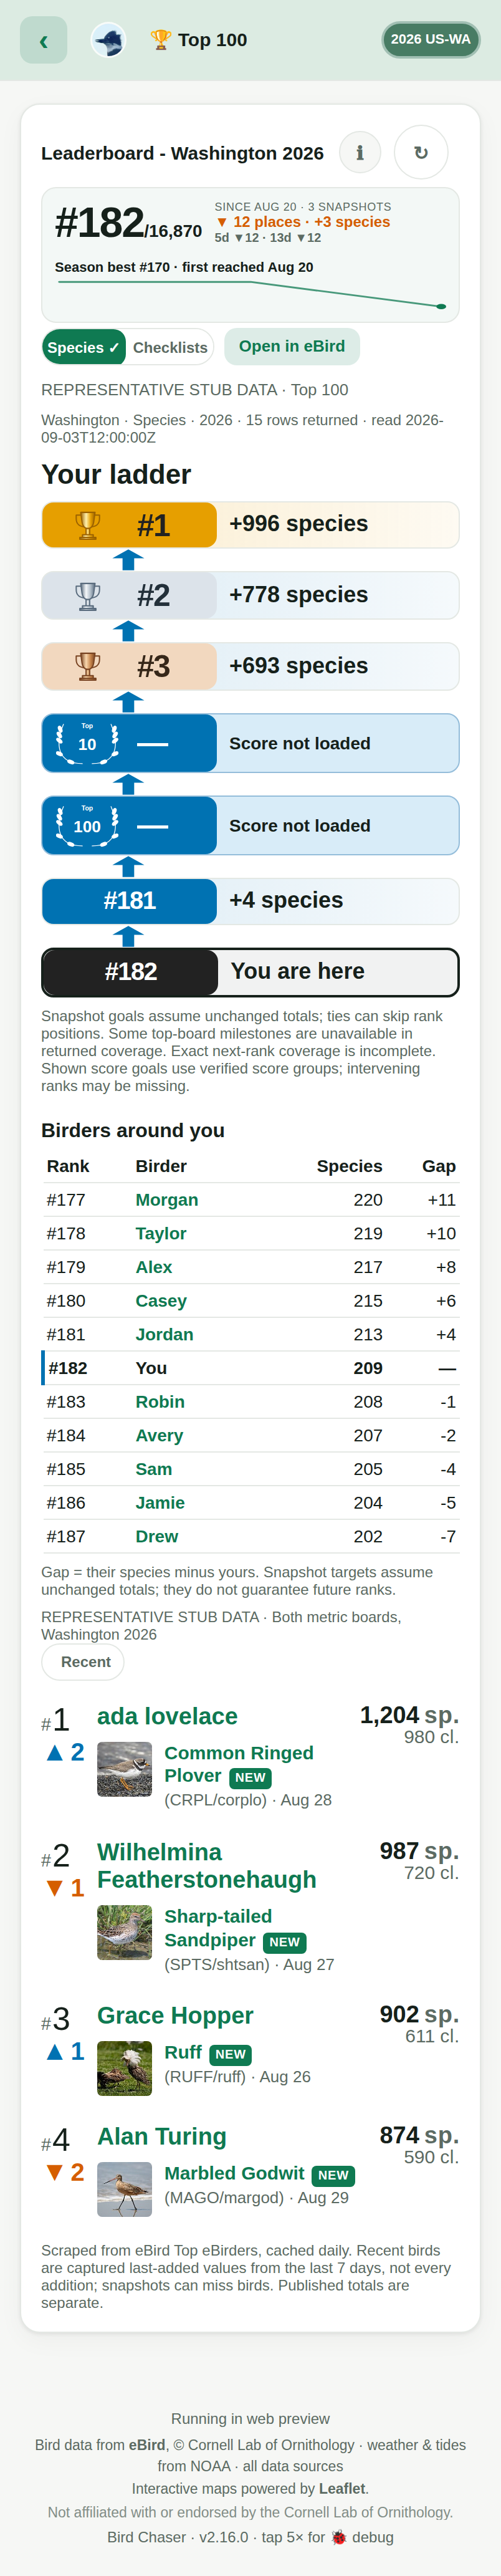 ‹ 🏆 Top 100 2026 US-WA
Leaderboard - Washington 2026 ℹ ↻
#182/16,870
SINCE AUG 20 · 3 SNAPSHOTS
▼ 12 places · +3 species
5d ▼12 · 13d ▼12
Season best #170 · first reached Aug 20
Species ✓ Checklists Open in eBird
REPRESENTATIVE STUB DATA · Top 100
Washington · Species · 2026 · 15 rows returned · read 2026-
09-03T12:00:00Z
Your ladder
#1 +996 species
#2 +778 species
#3 +693 species
Top
10 — Score not loaded
Top
100 — Score not loaded
#181 +4 species
#182 You are here
Snapshot goals assume unchanged totals; ties can skip rank
positions. Some top-board milestones are unavailable in
returned coverage. Exact next-rank coverage is incomplete.
Shown score goals use verified score groups; intervening
ranks may be missing.
Birders around you
Rank Birder Species Gap
#177 Morgan 220 +11
#178 Taylor 219 +10
#179 Alex 217 +8
#180 Casey 215 +6
#181 Jordan 213 +4
#182 You 209 —
#183 Robin 208 -1
#184 Avery 207 -2
#185 Sam 205 -4
#186 Jamie 204 -5
#187 Drew 202 -7
Gap = their species minus yours. Snapshot targets assume
unchanged totals; they do not guarantee future ranks.
REPRESENTATIVE STUB DATA · Both metric boards,
Washington 2026
Recent
#1 ada lovelace 1,204 sp.
▲ 2 980 cl.
Common Ringed
Plover NEW
(CRPL/corplo) · Aug 28
#2 Wilhelmina 987 sp.
▼ 1 Featherstonehaugh 720 cl.
Sharp-tailed
Sandpiper NEW
(SPTS/shtsan) · Aug 27
#3 Grace Hopper 902 sp.
▲ 1 611 cl.
Ruff NEW
(RUFF/ruff) · Aug 26
#4 Alan Turing 874 sp.
▼ 2 590 cl.
Marbled Godwit NEW
(MAGO/margod) · Aug 29
Scraped from eBird Top eBirders, cached daily. Recent birds
are captured last-added values from the last 7 days, not every
addition; snapshots can miss birds. Published totals are
separate.
Running in web preview
Bird data from eBird, © Cornell Lab of Ornithology · weather & tides
from NOAA · all data sources
Interactive maps powered by Leaflet.
Not affiliated with or endorsed by the Cornell Lab of Ornithology.
Bird Chaser · v2.16.0 · tap 5× for 🐞 debug